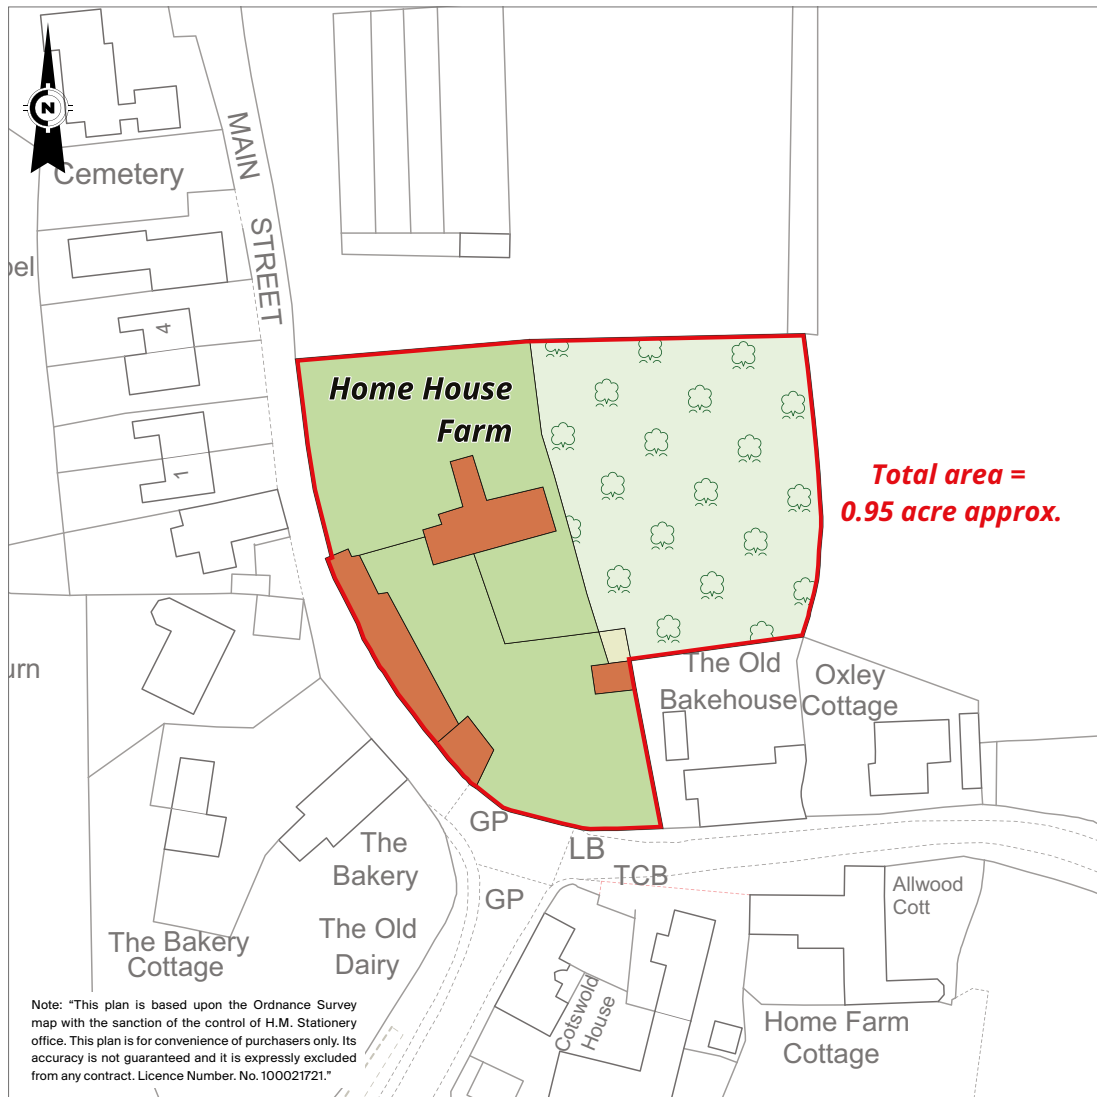 N
MAIN
STREET
Cemetery
4
1
Home House
Farm
Total area =
0.95 acre approx.
The Old
Bakehouse
Oxley
Cottage
GP
LB
TCB
GP
The
Bakery
The Old
Dairy
The Bakery
Cottage
Allwood
Cott
Cotswold
House
Home Farm
Cottage
Note: “This plan is based upon the Ordnance Survey
map with the sanction of the control of H.M. Stationery
office. This plan is for convenience of purchasers only. Its
accuracy is not guaranteed and it is expressly excluded
from any contract. Licence Number. No. 100021721.”